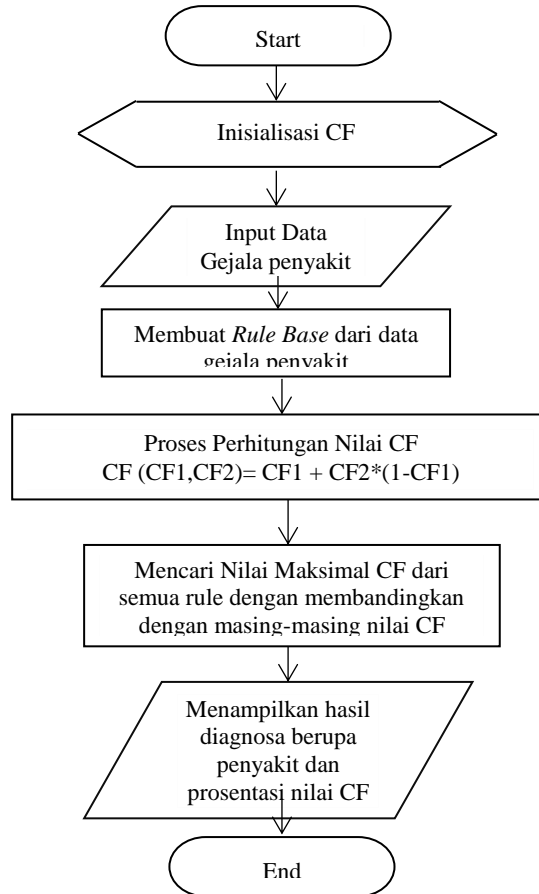 Start
Inisialisasi CF
Input Data
Gejala penyakit
Membuat Rule Base dari data
gejala penyakit
Proses Perhitungan Nilai CF
CF (CF1,CF2)= CF1 + CF2*(1-CF1)
Mencari Nilai Maksimal CF dari
semua rule dengan membandingkan
dengan masing-masing nilai CF
Menampilkan hasil
diagnosa berupa
penyakit dan
prosentasi nilai CF
End